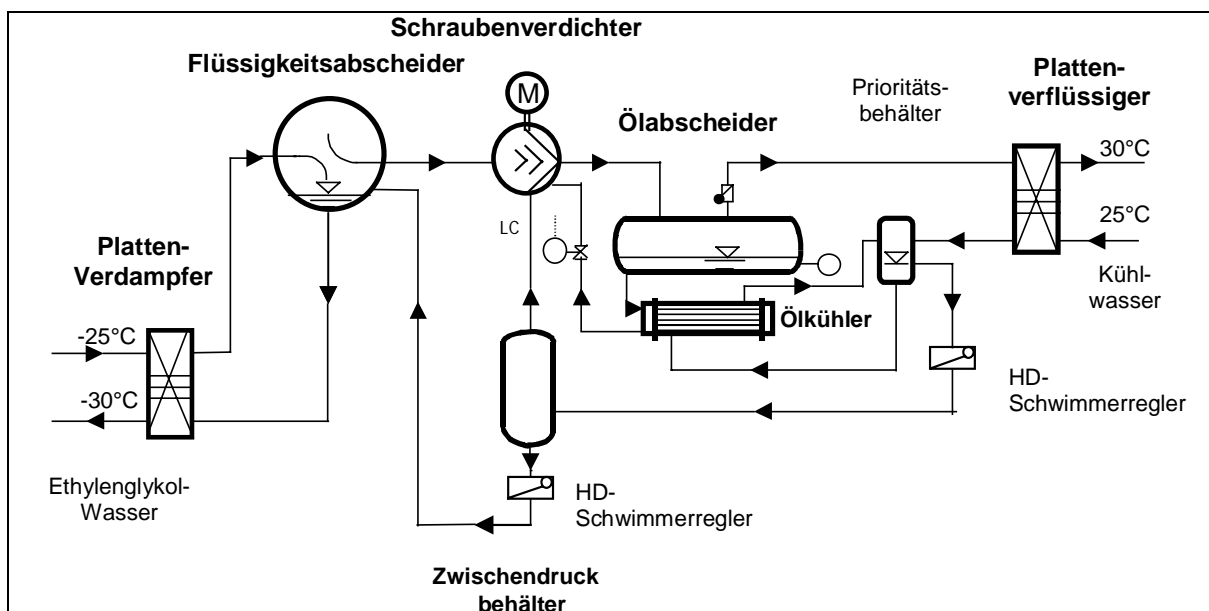 Schraubenverdichter
Flüssigkeitsabscheider
M
Ölabscheider
Prioritäts-
behälter
Platten-
verflüssiger
30°C
25°C
Kühl-
wasser
LC
Platten-
Verdampfer
-25°C
-30°C
Ethylenglykol-
Wasser
Ölkühler
HD-
Schwimmerregler
HD-
Schwimmerregler
Zwischendruck
behälter